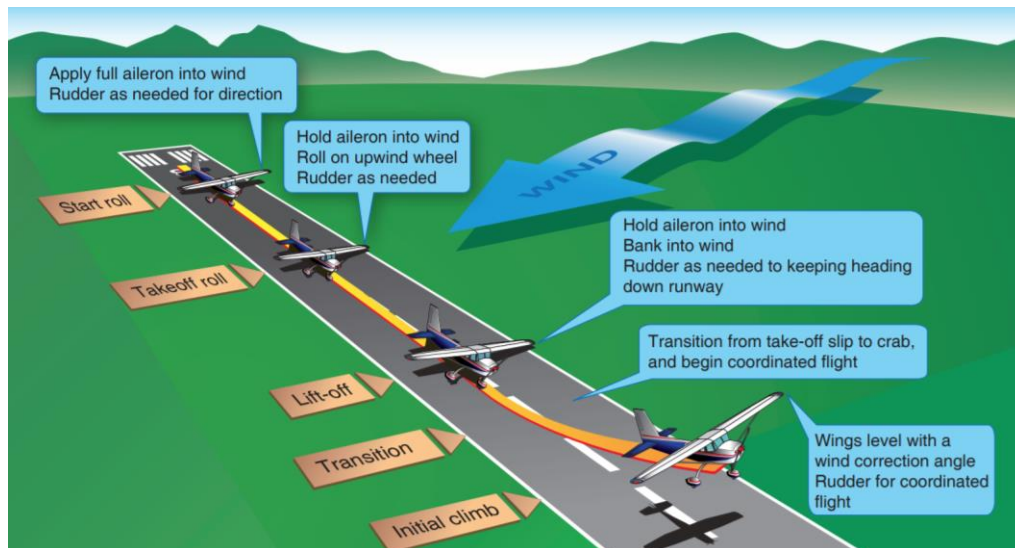 Apply full aileron into wind
Rudder as needed for direction
Hold aileron into wind
Roll on upwind wheel
Rudder as needed
WIND
Start roll
Hold aileron into wind
Bank into wind
Rudder as needed to keeping heading
down runway
Takeoff roll
Transition from take-off slip to crab,
and begin coordinated flight
Lift-off
Wings level with a
wind correction angle
Rudder for coordinated
flight
Transition
Initial climb